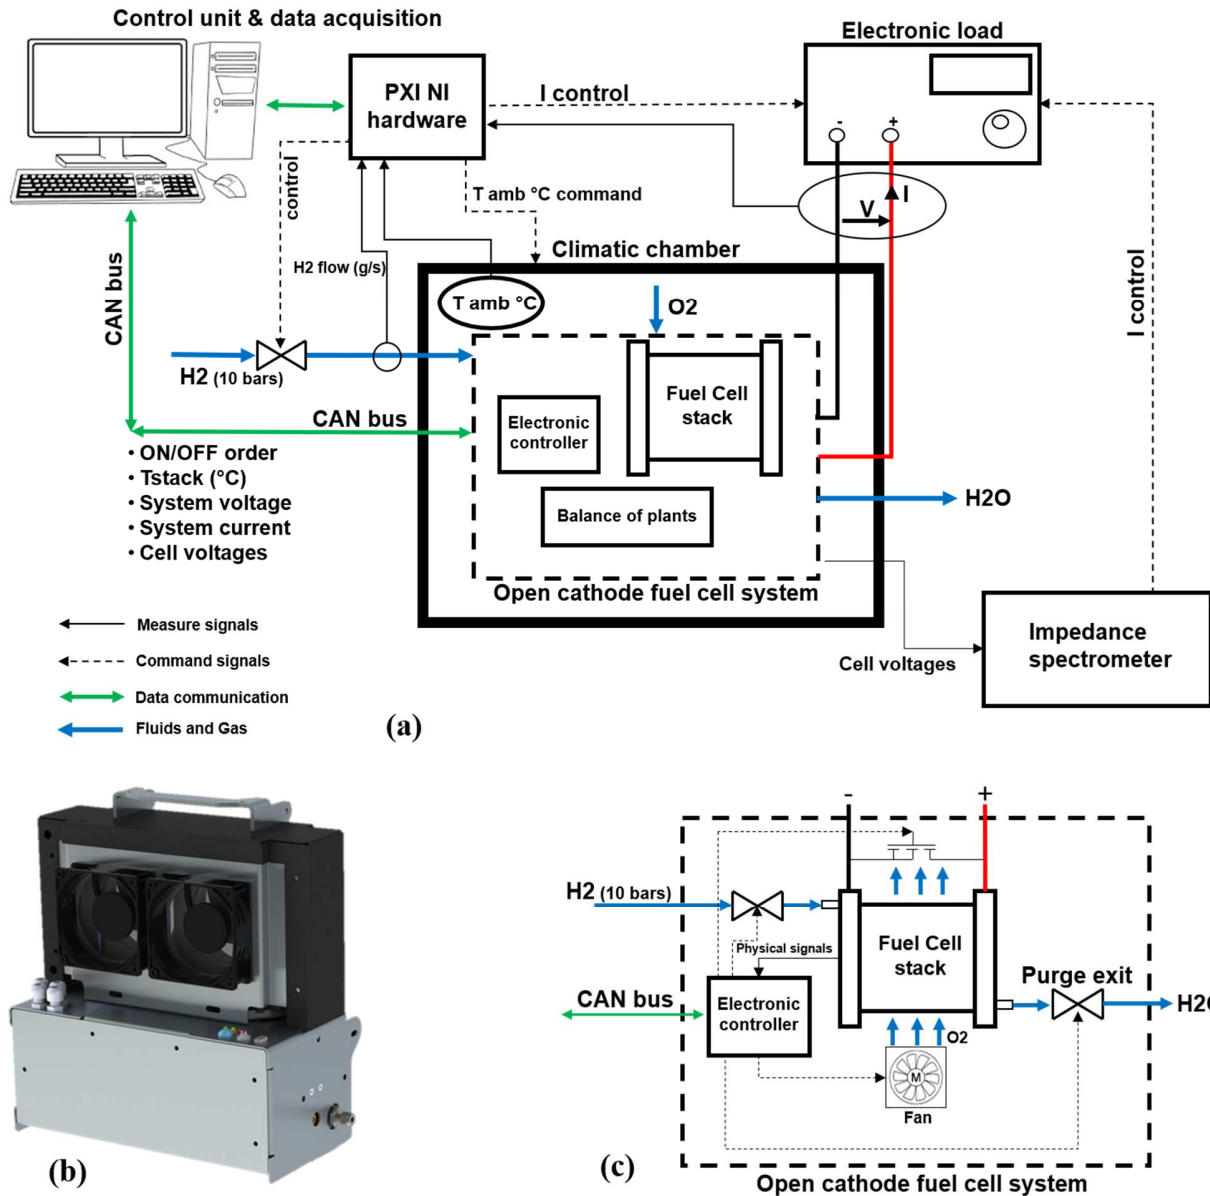 Control unit & data acquisition
Electronic load
PXI NI
hardware
I control
- +
control
T amb °C command
V
I
CAN bus
H2 flow (g/s)
Climatic chamber
T amb °C
O2
I control
H2 (10 bars)
Fuel Cell
stack
CAN bus
Electronic
controller
• ON/OFF order
• Tstack (°C)
• System voltage
• System current
• Cell voltages
H2O
Balance of plants
Open cathode fuel cell system
Measure signals
Command signals
Data communication
Fluids and Gas
Cell voltages
Impedance
spectrometer
(a)
- +
H2 (10 bars)
Physical signals
Fuel Cell
stack
Purge exit
CAN bus
Electronic
controller
H2O
O2
M
Fan
(b)
(c)
Open cathode fuel cell system